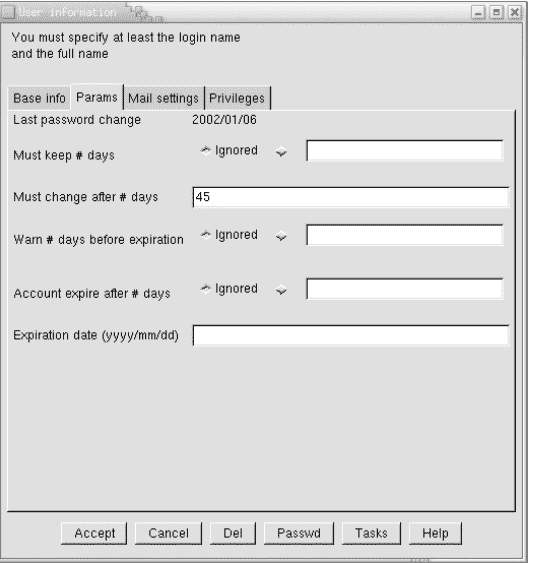 User information
You must specify at least the login name
and the full name
Base info Params Mail settings Privileges
Last password change 2002/01/06
Must keep # days Ignored
Must change after # days 45
Warn # days before expiration Ignored
Account expire after # days Ignored
Expiration date (yyyy/mm/dd)
Accept Cancel Del Passwd Tasks Help